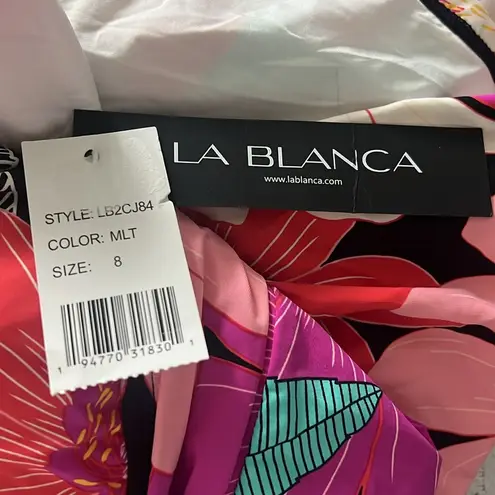 LA BLANCA
www.lablanca.com
STYLE: LB2CJ84
COLOR: MLT
SIZE: 8
1 94770 31830 1